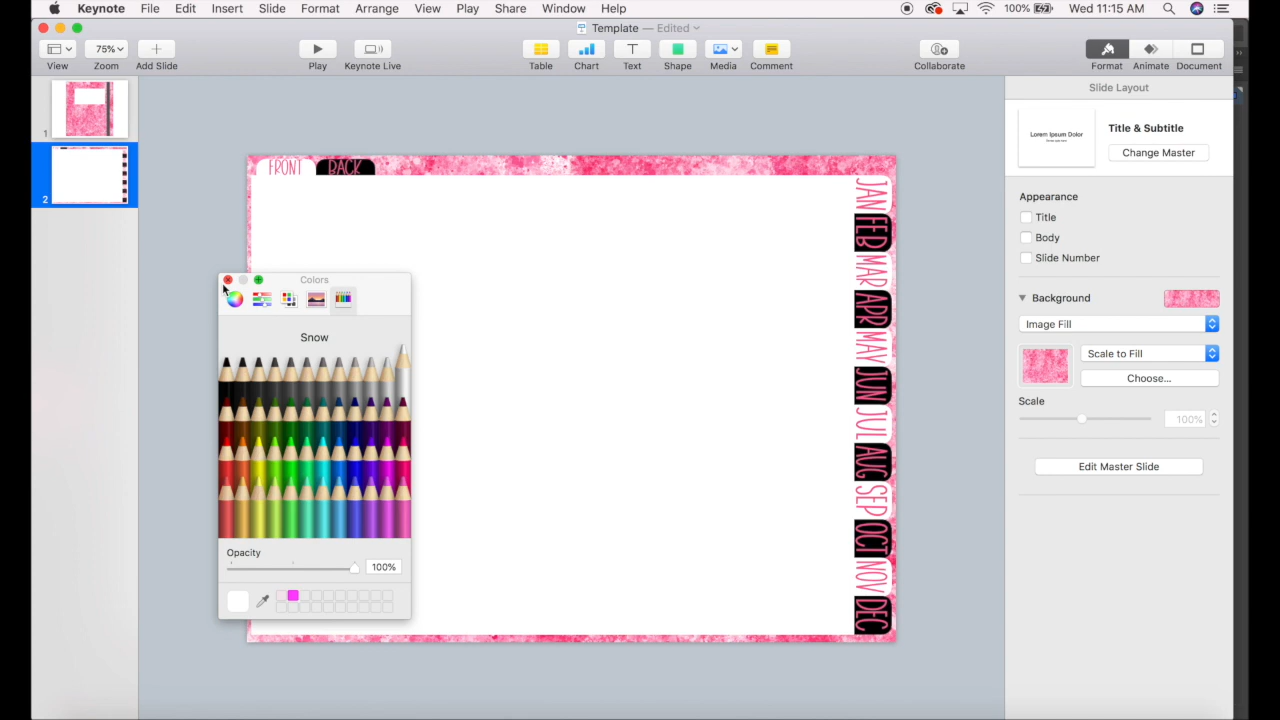 Keynote File Edit Insert Slide Format Arrange View Play Share Window Help 100% Wed 11:15 AM
Template — Edited
75%
View Zoom Add Slide Play Keynote Live Table Chart Text Shape Media Comment Collaborate Format Animate Document
Slide Layout
1
2
FRONT BACK
JAN
FEB
MAR
APR
MAY
JUN
JUL
AUG
SEP
OCT
NOV
DEC
Colors
Snow
Opacity
100%
Lorem Ipsum Dolor
Title & Subtitle
Change Master
Appearance
Title
Body
Slide Number
Background
Image Fill
Scale to Fill
Choose...
Scale
100%
Edit Master Slide